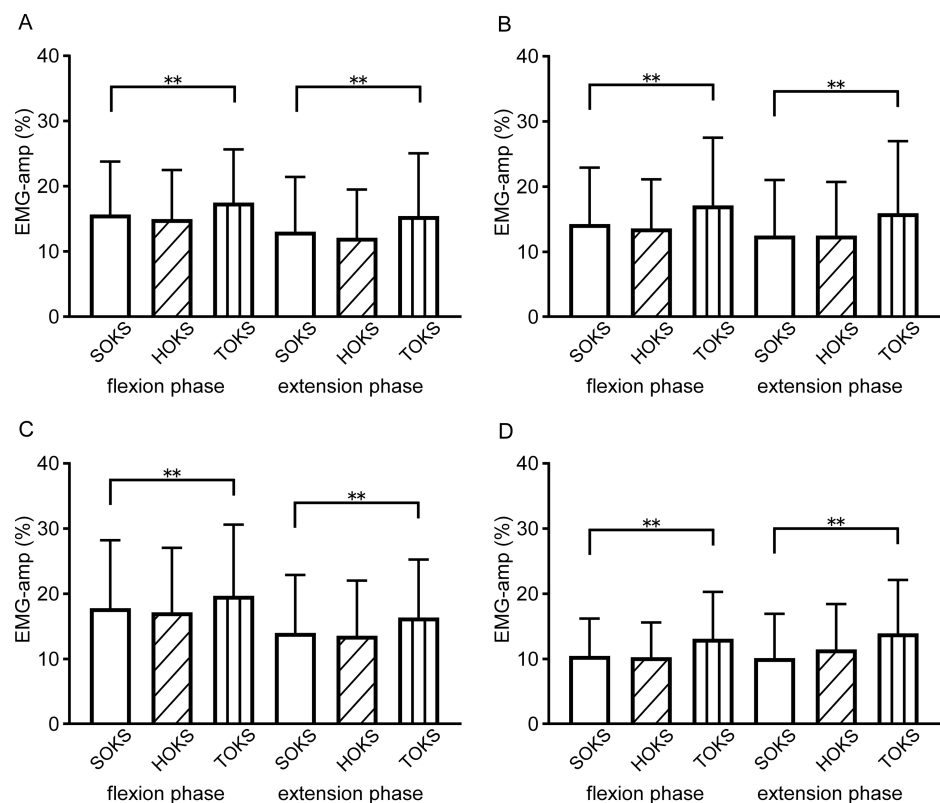 A
EMG-amp (%)
40
30
20
10
0
** **
SOKS HOKS TOKS SOKS HOKS TOKS
flexion phase extension phase
B
EMG-amp (%)
40
30
20
10
0
** **
SOKS HOKS TOKS SOKS HOKS TOKS
flexion phase extension phase
C
EMG-amp (%)
40
30
20
10
0
** **
SOKS HOKS TOKS SOKS HOKS TOKS
flexion phase extension phase
D
EMG-amp (%)
40
30
20
10
0
** **
SOKS HOKS TOKS SOKS HOKS TOKS
flexion phase extension phase